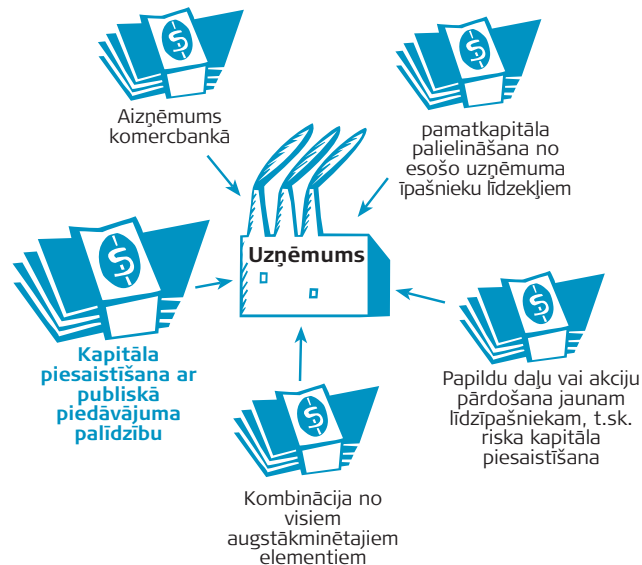 Aizņēmums
komercbankā
pamatkapitāla
palielināšana no
esošo uzņēmuma
īpašnieku līdzekļiem
Uzņēmums
Kapitāla
piesaistīšana ar
publiskā
piedāvājuma
palīdzību
Papildu daļu vai akciju
pārdošana jaunam
līdzīpašniekam, t.sk.
riska kapitāla
piesaistīšana
Kombinācija no
visiem
augstākminētajiem
elementiem